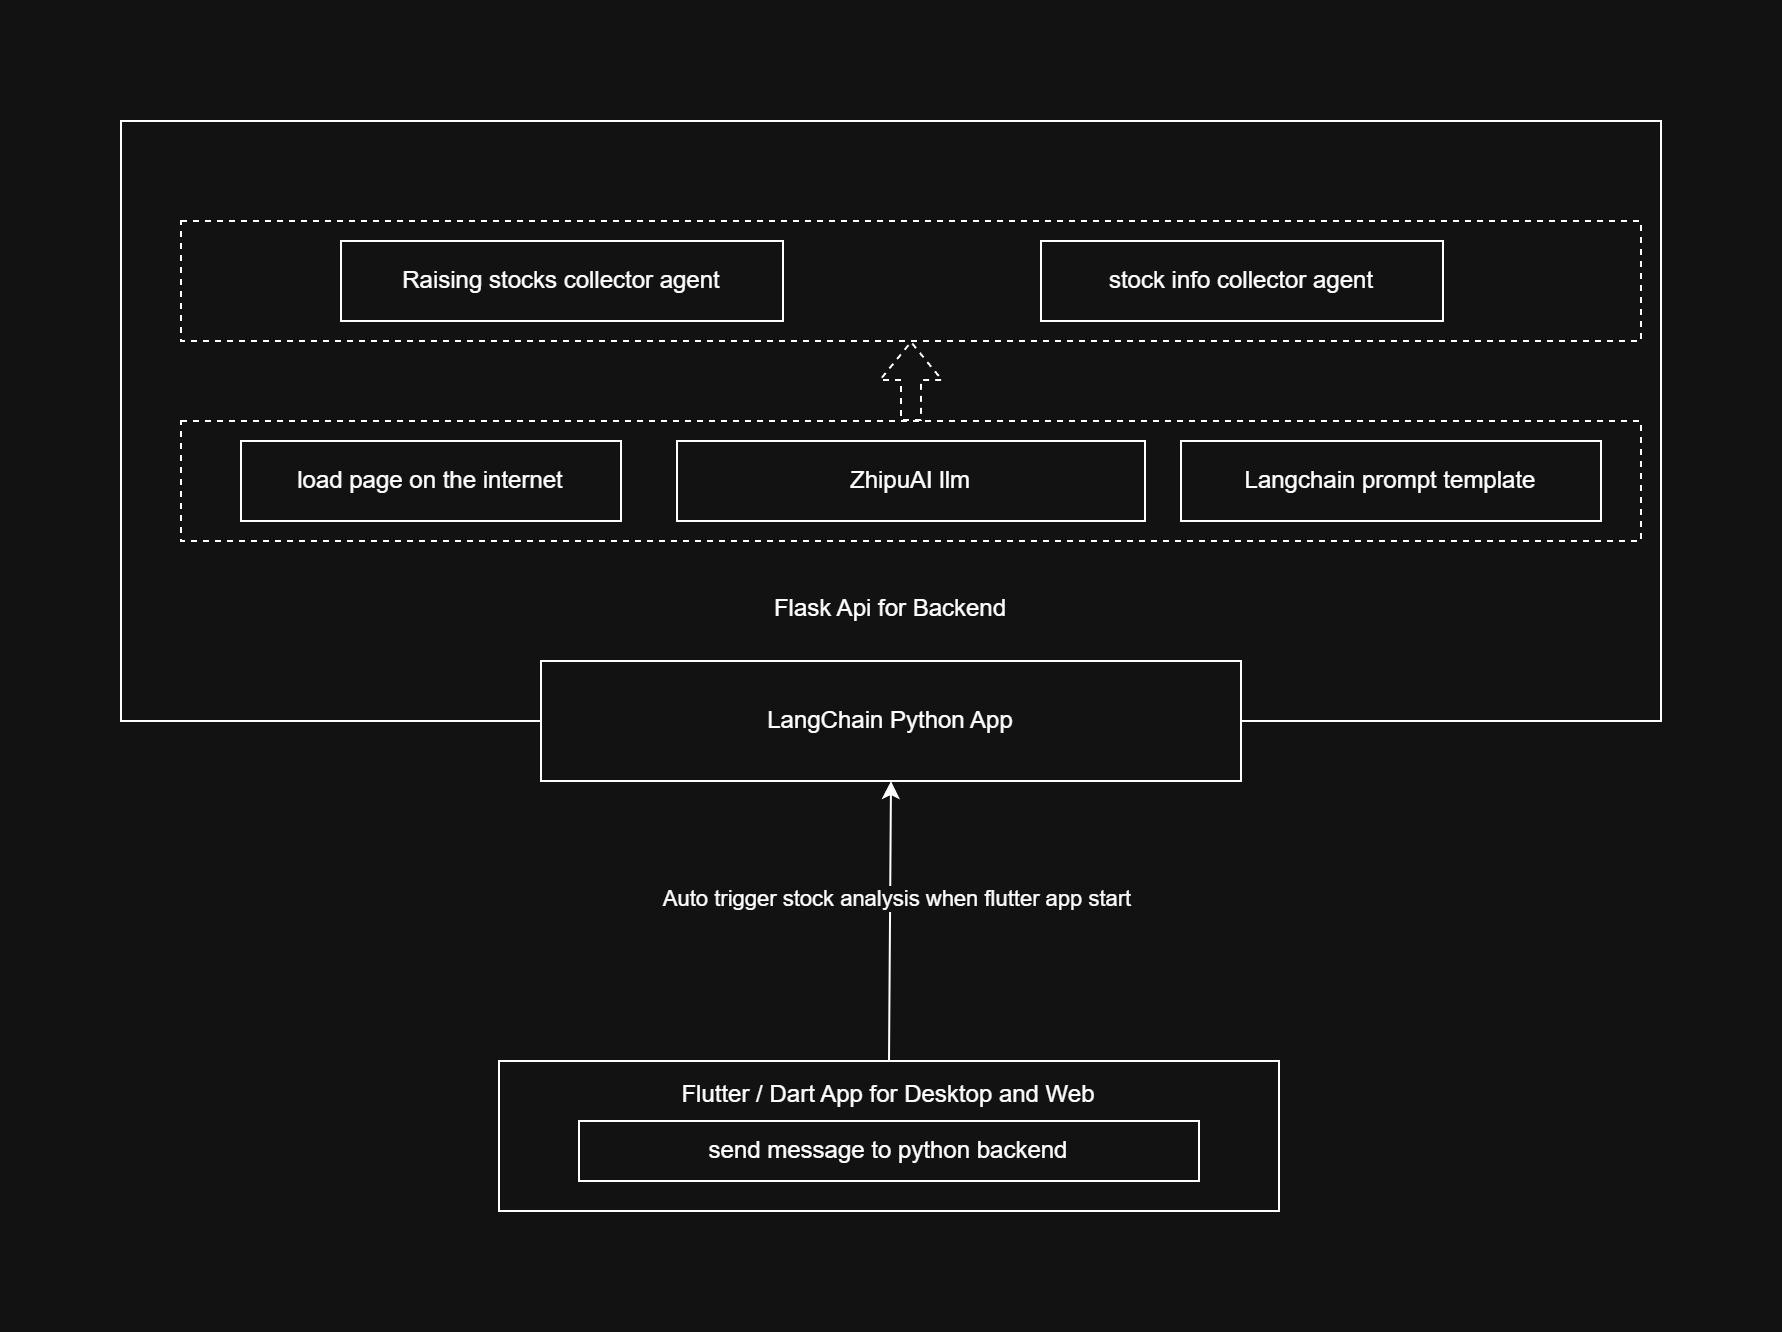 Raising stocks collector agent
stock info collector agent
load page on the internet
ZhipuAI llm
Langchain prompt template
Flask Api for Backend
LangChain Python App
Auto trigger stock analysis when flutter app start
Flutter / Dart App for Desktop and Web
send message to python backend